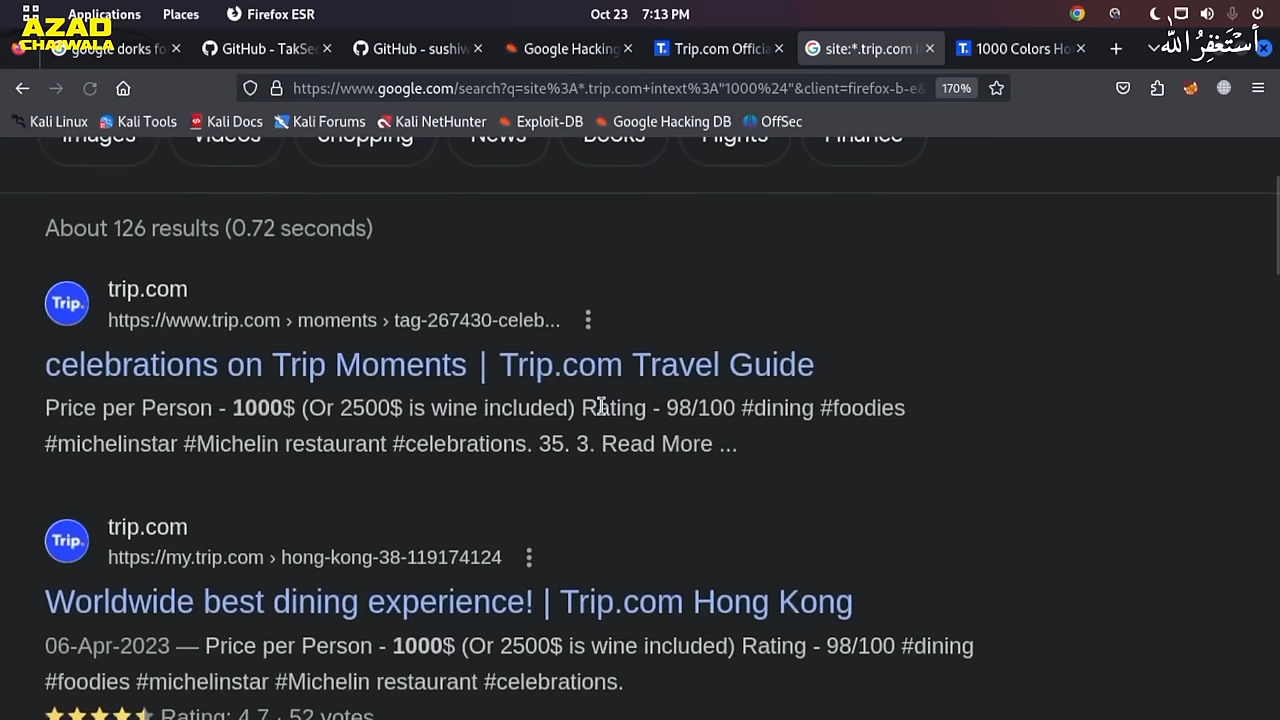 Applications Places Firefox ESR Oct 23 7:13 PM
AZAD
CHAIWALA
أستغفر الله
google dorks fo GitHub - TakSec GitHub - sushiw Google Hacking Trip.com Officia site:*.trip.com i 1000 Colors Ho
https://www.google.com/search?q=site%3A*.trip.com+intext%3A"1000%24"&client=firefox-b-e& 170%
Kali Linux Kali Tools Kali Docs Kali Forums Kali NetHunter Exploit-DB Google Hacking DB OffSec
Images Videos Shopping News Books Flights Finance
About 126 results (0.72 seconds)
Trip.
trip.com
https://www.trip.com › moments › tag-267430-celeb...
celebrations on Trip Moments | Trip.com Travel Guide
Price per Person - 1000$ (Or 2500$ is wine included) Rating - 98/100 #dining #foodies
#michelinstar #Michelin restaurant #celebrations. 35. 3. Read More ...
Trip.
trip.com
https://my.trip.com › hong-kong-38-119174124
Worldwide best dining experience! | Trip.com Hong Kong
06-Apr-2023 — Price per Person - 1000$ (Or 2500$ is wine included) Rating - 98/100 #dining
#foodies #michelinstar #Michelin restaurant #celebrations.
Rating: 4.7 · 52 votes